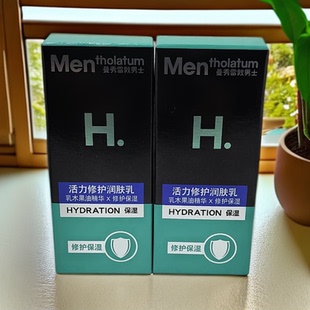 Mentholatum
曼秀雷敦男士
H.
活力修护润肤乳
乳木果油精华 x 修护保湿
HYDRATION 保湿
修护保湿
Mentholatum
曼秀雷敦男士
H.
活力修护润肤乳
乳木果油精华 x 修护保湿
HYDRATION 保湿
修护保湿